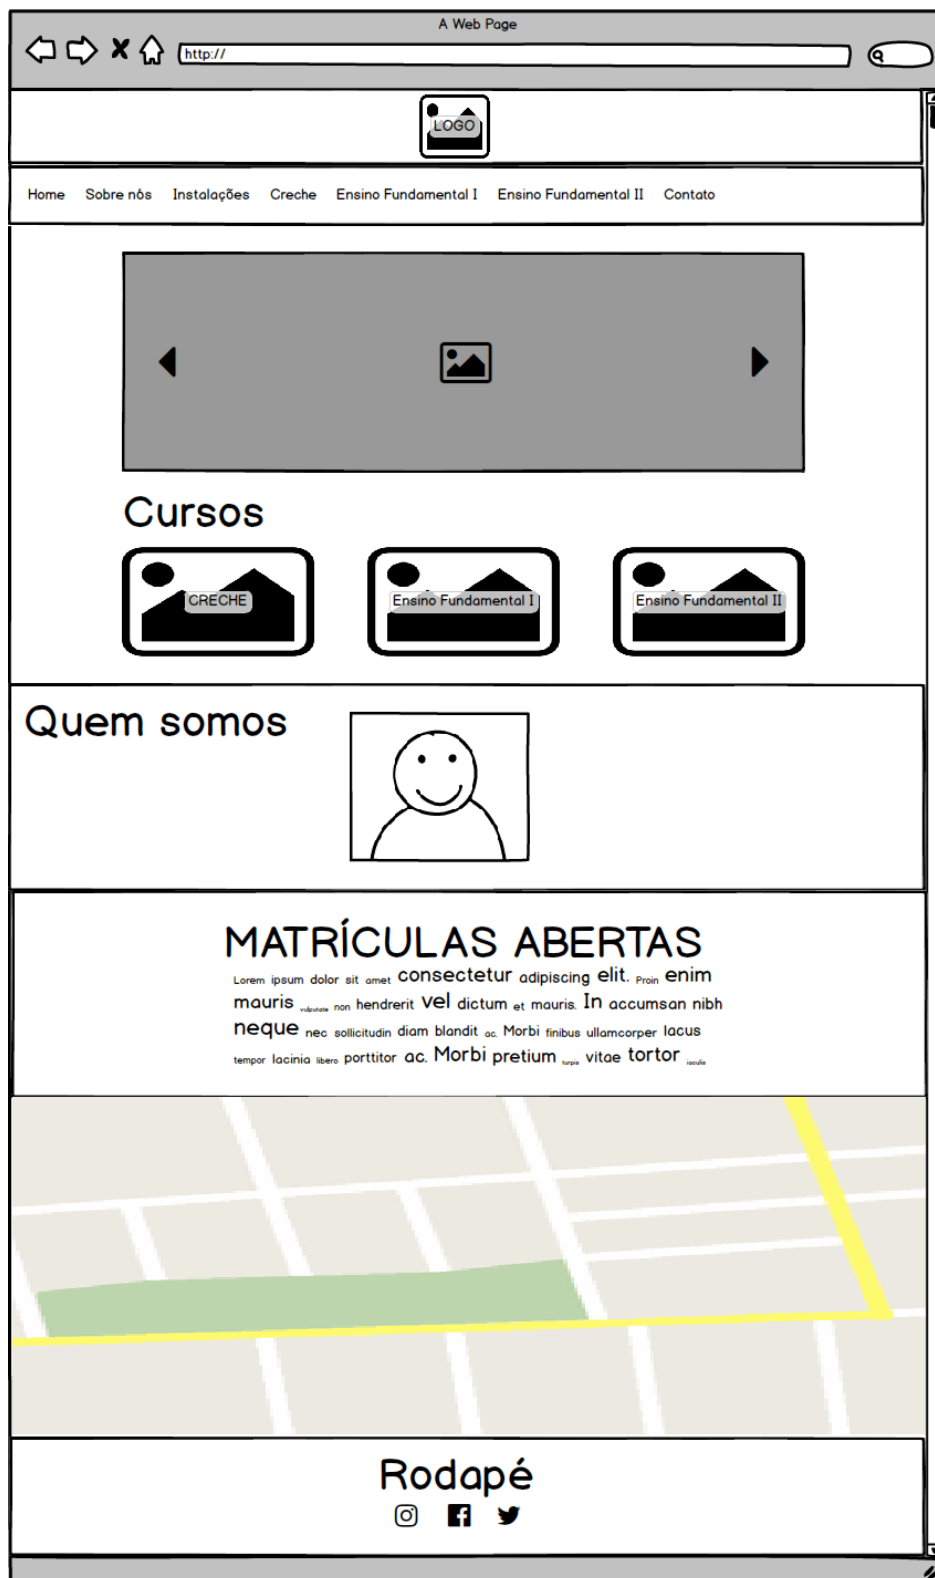 A Web Page
http://
LOGO
Home Sobre nós Instalações Creche Ensino Fundamental I Ensino Fundamental II Contato
Cursos
CRECHE Ensino Fundamental I Ensino Fundamental II
Quem somos
MATRÍCULAS ABERTAS
Lorem ipsum dolor sit amet consectetur adipiscing elit. Proin enim
mauris vulputate non hendrerit vel dictum et mauris. In accumsan nibh
neque nec sollicitudin diam blandit ac. Morbi finibus ullamcorper lacus
tempor lacinia libero porttitor ac. Morbi pretium turpis vitae tortor iaculis
Rodapé